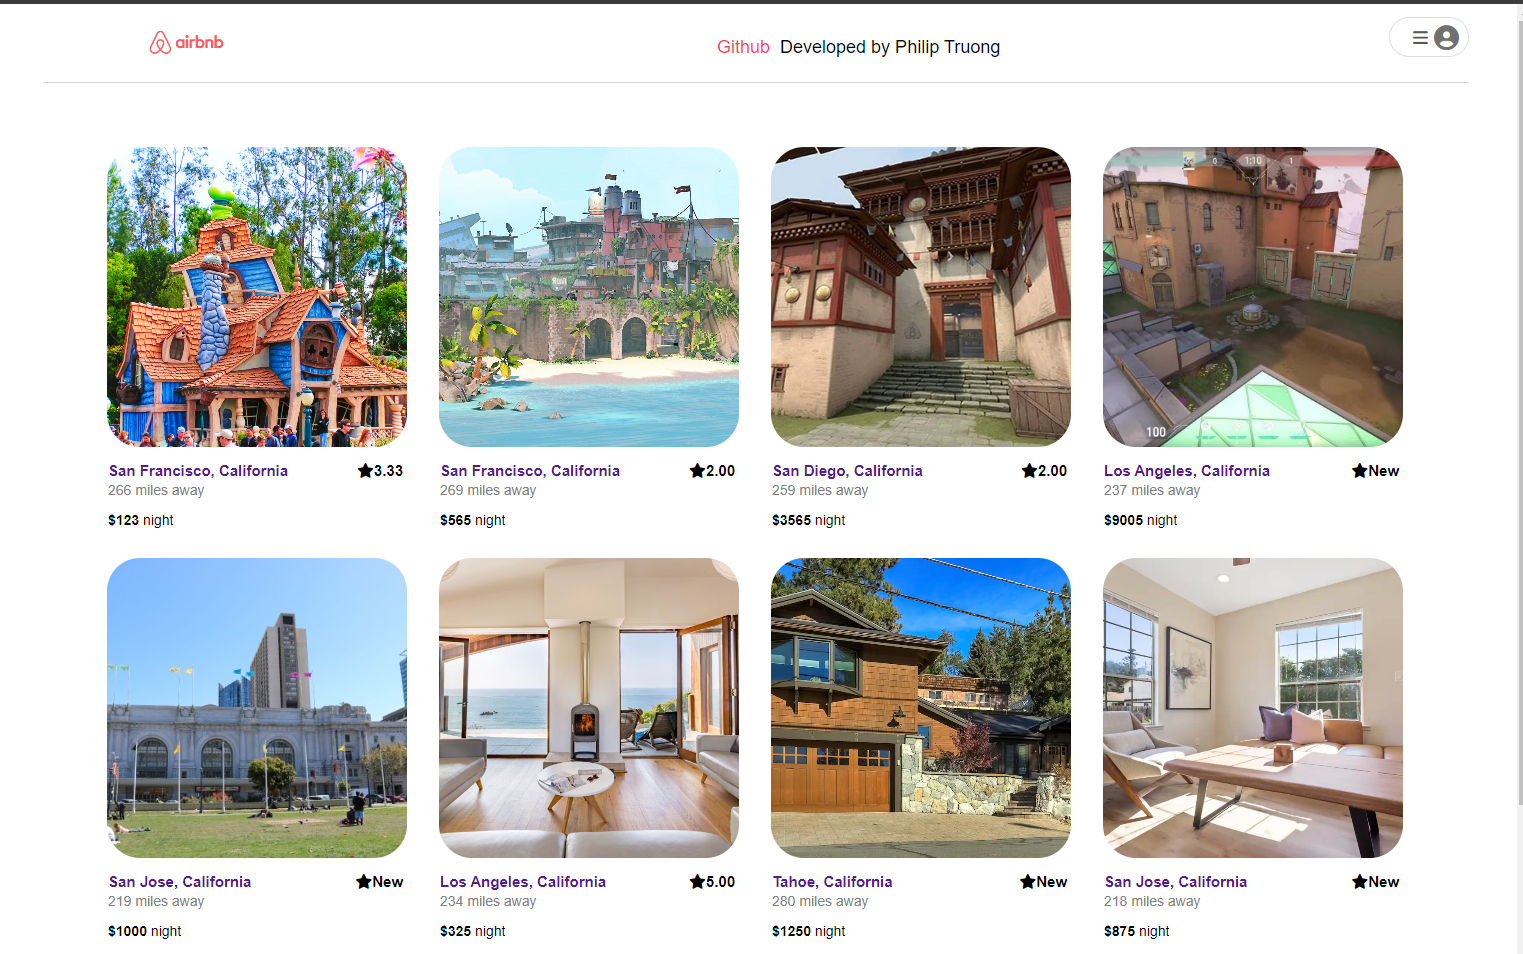 airbnb
Github Developed by Philip Truong
0 1:10 1
100
San Francisco, California ★3.33
266 miles away
$123 night
San Francisco, California ★2.00
269 miles away
$565 night
San Diego, California ★2.00
259 miles away
$3565 night
Los Angeles, California ★New
237 miles away
$9005 night
San Jose, California ★New
219 miles away
$1000 night
Los Angeles, California ★5.00
234 miles away
$325 night
Tahoe, California ★New
280 miles away
$1250 night
San Jose, California ★New
218 miles away
$875 night